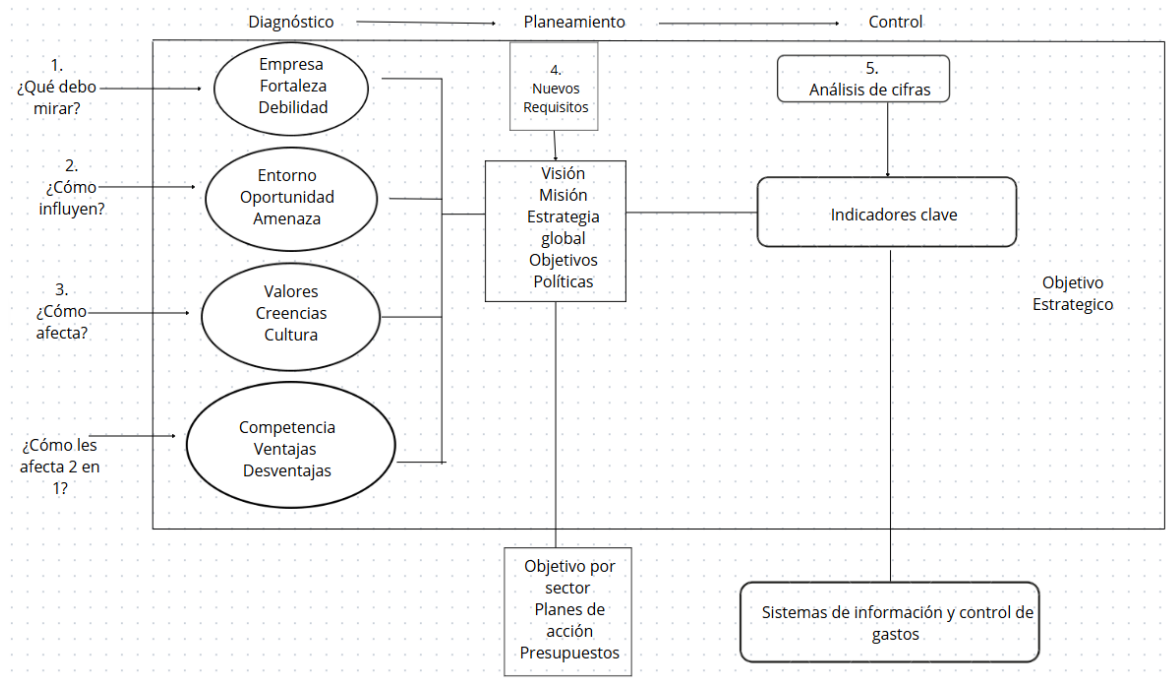 Diagnóstico
Planeamiento
Control
1.
¿Qué debo
mirar?
Empresa
Fortaleza
Debilidad
4.
Nuevos
Requisitos
5.
Análisis de cifras
2.
¿Cómo
influyen?
Entorno
Oportunidad
Amenaza
Visión
Misión
Estrategia
global
Objetivos
Políticas
Indicadores clave
3.
¿Cómo
afecta?
Valores
Creencias
Cultura
Objetivo
Estrategico
¿Cómo les
afecta 2 en
1?
Competencia
Ventajas
Desventajas
Objetivo por
sector
Planes de
acción
Presupuestos
Sistemas de información y control de
gastos